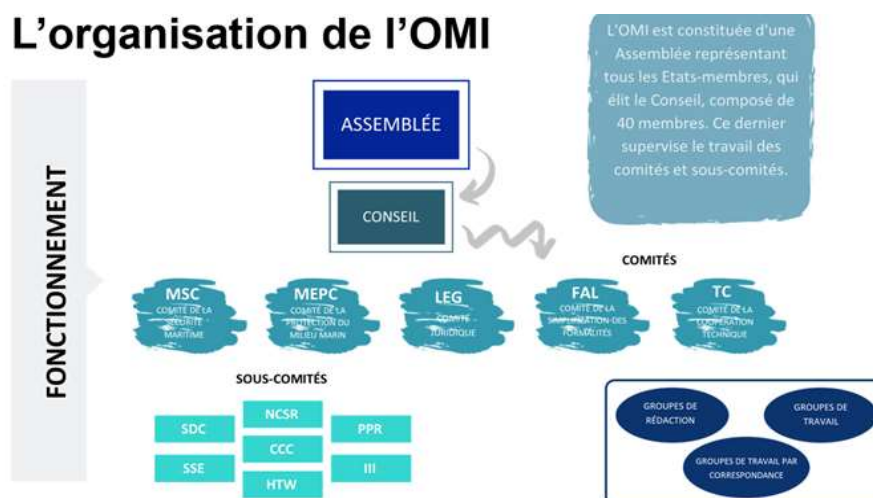 L'organisation de l'OMI
L'OMI est constituée d'une
Assemblée représentant
tous les Etats-membres, qui
élit le Conseil, composé de
40 membres. Ce dernier
supervise le travail des
comités et sous-comités.
FONCTIONNEMENT
ASSEMBLÉE
CONSEIL
COMITÉS
MSC
COMITÉ DE LA
SÉCURITÉ
MARITIME
MEPC
COMITÉ DE LA
PROTECTION DU
MILIEU MARIN
LEG
COMITÉ
JURIDIQUE
FAL
COMITÉ DE LA
SIMPLIFICATION DES
FORMALITÉS
TC
COMITÉ DE LA
COOPÉRATION
TECHNIQUE
SOUS-COMITÉS
SDC
SSE
NCSR
CCC
HTW
PPR
III
GROUPES DE
RÉDACTION
GROUPES DE
TRAVAIL
GROUPES DE TRAVAIL PAR
CORRESPONDANCE